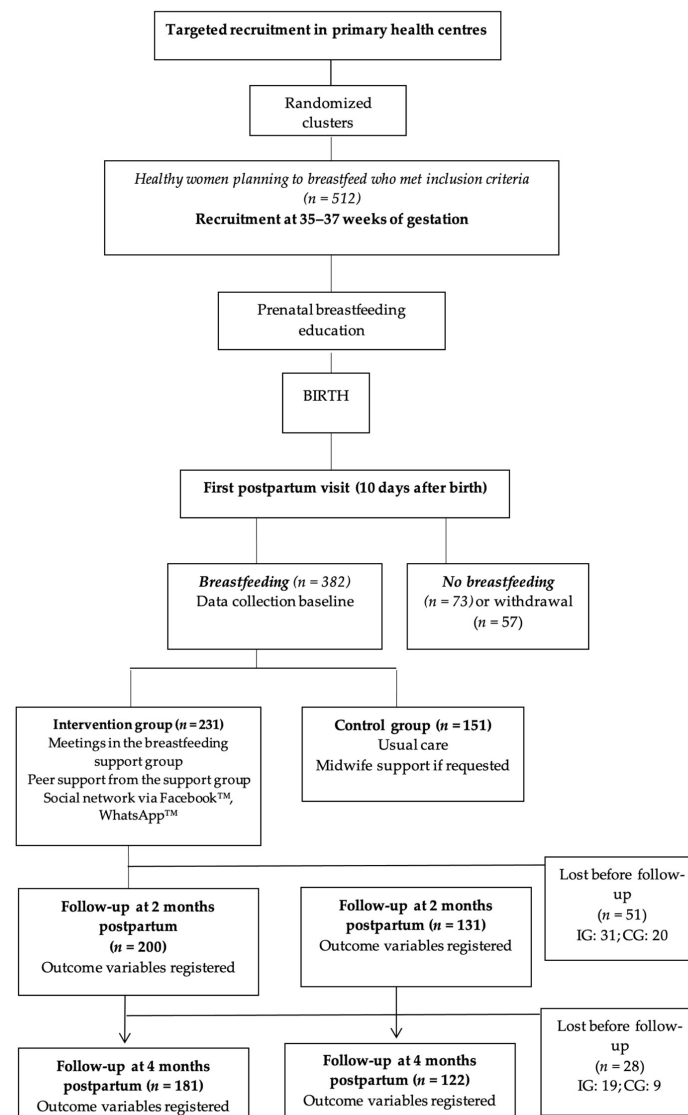 Targeted recruitment in primary health centres
Randomized
clusters
Healthy women planning to breastfeed who met inclusion criteria
(n = 512)
Recruitment at 35–37 weeks of gestation
Prenatal breastfeeding
education
BIRTH
First postpartum visit (10 days after birth)
Breastfeeding (n = 382)
Data collection baseline
No breastfeeding
(n = 73) or withdrawal
(n = 57)
Intervention group (n = 231)
Meetings in the breastfeeding
support group
Peer support from the support group
Social network via Facebook™,
WhatsApp™
Control group (n = 151)
Usual care
Midwife support if requested
Lost before follow-
up
(n = 51)
IG: 31; CG: 20
Follow-up at 2 months
postpartum
(n = 200)
Outcome variables registered
Follow-up at 2 months
postpartum (n = 131)
Outcome variables registered
Lost before follow-
up
(n = 28)
IG: 19; CG: 9
Follow-up at 4 months
postpartum (n = 181)
Outcome variables registered
Follow-up at 4 months
postpartum (n = 122)
Outcome variables registered